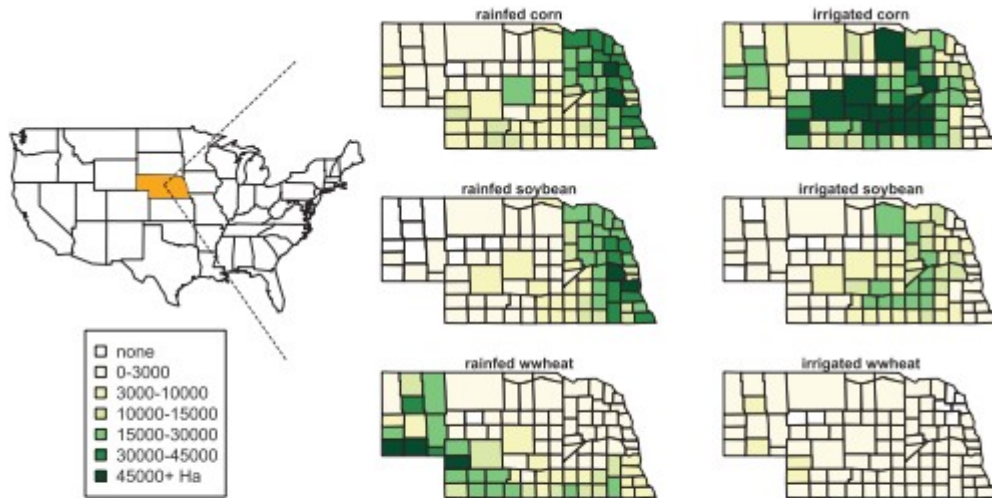 rainfed corn
irrigated corn
rainfed soybean
irrigated soybean
none
0-3000
3000-10000
10000-15000
15000-30000
30000-45000
45000+ Ha
rainfed wwheat
irrigated wwheat